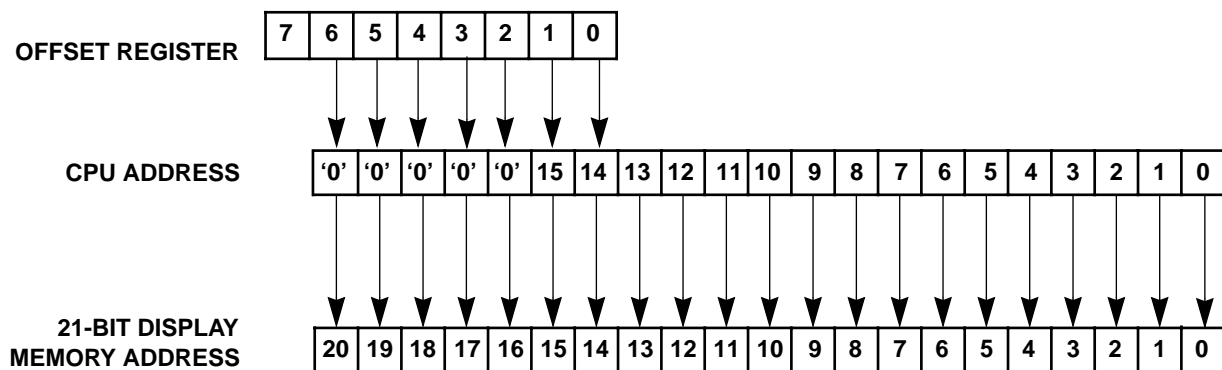 OFFSET REGISTER 7 6 5 4 3 2 1 0
CPU ADDRESS ‘0’ ‘0’ ‘0’ ‘0’ ‘0’ 15 14 13 12 11 10 9 8 7 6 5 4 3 2 1 0
21-BIT DISPLAY
MEMORY ADDRESS 20 19 18 17 16 15 14 13 12 11 10 9 8 7 6 5 4 3 2 1 0